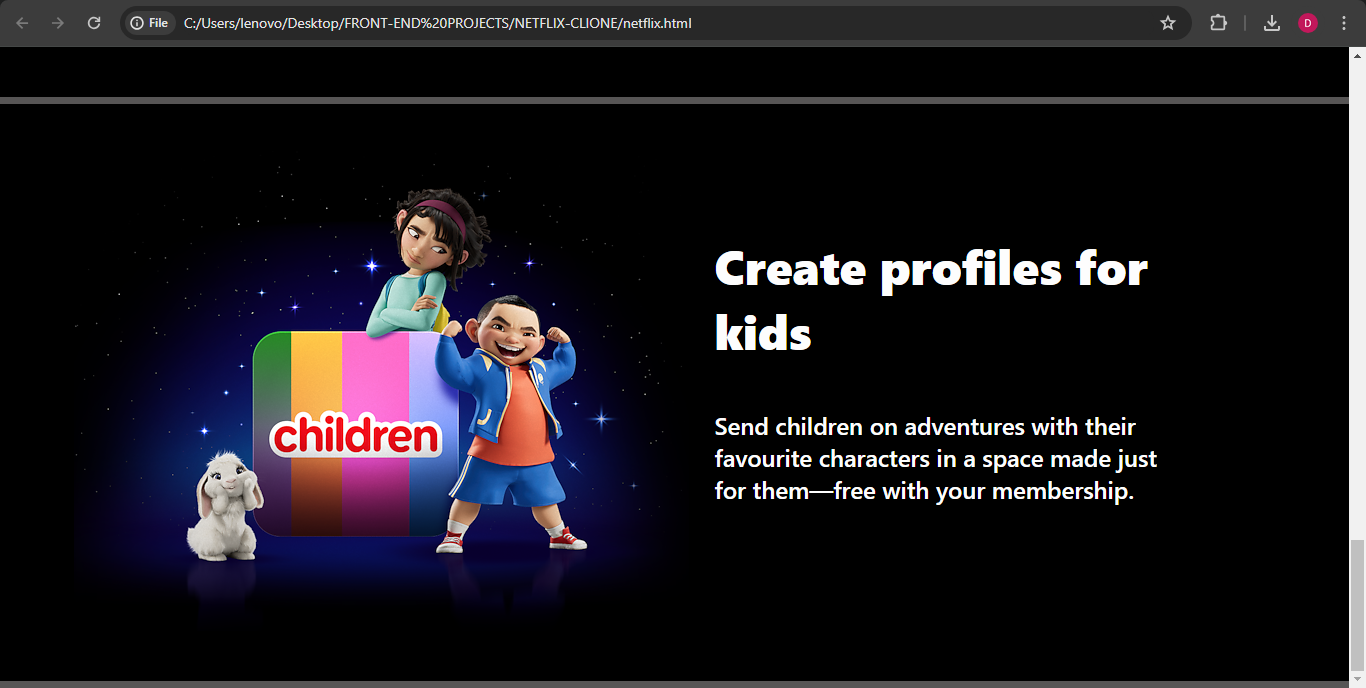 File
C:/Users/lenovo/Desktop/FRONT-END%20PROJECTS/NETFLIX-CLIONE/netflix.html
D
children
Create profiles for
kids
Send children on adventures with their
favourite characters in a space made just
for them—free with your membership.